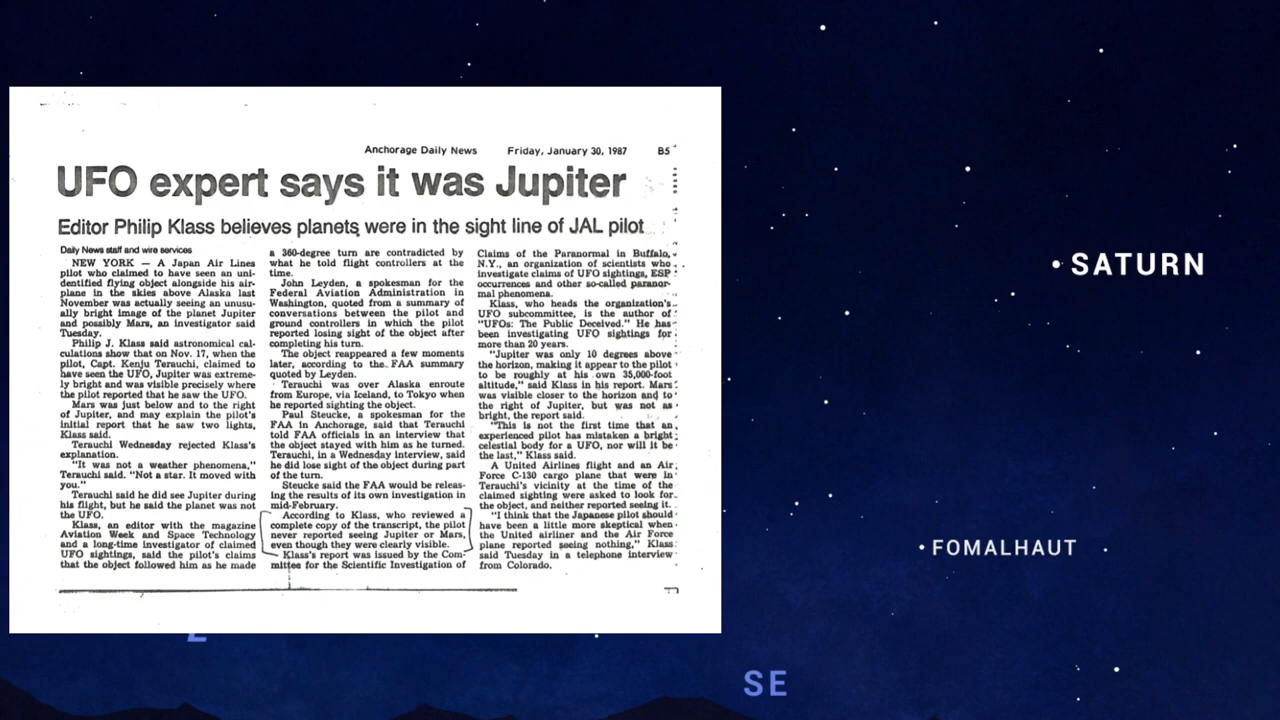 Anchorage Daily News Friday, January 30, 1987 B5
UFO expert says it was Jupiter
Editor Philip Klass believes planets were in the sight line of JAL pilot
Daily News staff and wire services
NEW YORK — A Japan Air Lines
pilot who claimed to have seen an uni-
dentified flying object alongside his air-
plane in the skies above Alaska last
November was actually seeing an unusu-
ally bright image of the planet Jupiter
and possibly Mars, an investigator said
Tuesday.
Philip J. Klass said astronomical cal-
culations show that on Nov. 17, when the
pilot, Capt. Kenju Terauchi, claimed to
have seen the UFO, Jupiter was extreme-
ly bright and was visible precisely where
the pilot reported that he saw the UFO.
Mars was just below and to the right
of Jupiter, and may explain the pilot's
initial report that he saw two lights,
Klass said.
Terauchi Wednesday rejected Klass's
explanation.
"It was not a weather phenomena,"
Terauchi said. "Not a star. It moved with
you."
Terauchi said he did see Jupiter during
his flight, but he said the planet was not
the UFO.
Klass, an editor with the magazine
Aviation Week and Space Technology
and a long-time investigator of claimed
UFO sightings, said the pilot's claims
that the object followed him as he made
a 360-degree turn are contradicted by
what he told flight controllers at the
time.
John Leyden, a spokesman for the
Federal Aviation Administration in
Washington, quoted from a summary of
conversations between the pilot and
ground controllers in which the pilot
reported losing sight of the object after
completing his turn.
The object reappeared a few moments
later, according to the FAA summary
quoted by Leyden.
Terauchi was over Alaska enroute
from Europe, via Iceland, to Tokyo when
he reported sighting the object.
Paul Steucke, a spokesman for the
FAA in Anchorage, said that Terauchi
told FAA officials in an interview that
the object stayed with him as he turned.
Terauchi, in a Wednesday interview, said
he did lose sight of the object during part
of the turn.
Steucke said the FAA would be releas-
ing the results of its own investigation in
mid-February.
According to Klass, who reviewed a
complete copy of the transcript, the pilot
never reported seeing Jupiter or Mars,
even though they were clearly visible.
Klass's report was issued by the Com-
mittee for the Scientific Investigation of
Claims of the Paranormal in Buffalo,
N.Y., an organization of scientists who
investigate claims of UFO sightings, ESP
occurrences and other so-called paranor-
mal phenomena.
Klass, who heads the organization's
UFO subcommittee, is the author of
"UFOs: The Public Deceived." He has
been investigating UFO sightings for
more than 20 years.
"Jupiter was only 10 degrees above
the horizon, making it appear to the pilot
to be roughly at his own 35,000-foot
altitude," said Klass in his report. Mars
was visible closer to the horizon and to
the right of Jupiter, but was not as
bright, the report said.
"This is not the first time that an
experienced pilot has mistaken a bright
celestial body for a UFO, nor will it be
the last," Klass said.
A United Airlines flight and an Air
Force C-130 cargo plane that were in
Terauchi's vicinity at the time of the
claimed sighting were asked to look for
the object, and neither reported seeing it.
"I think that the Japanese pilot should
have been a little more skeptical when
the United airliner and the Air Force
plane reported seeing nothing," Klass
said Tuesday in a telephone interview
from Colorado.
SATURN
FOMALHAUT
SE